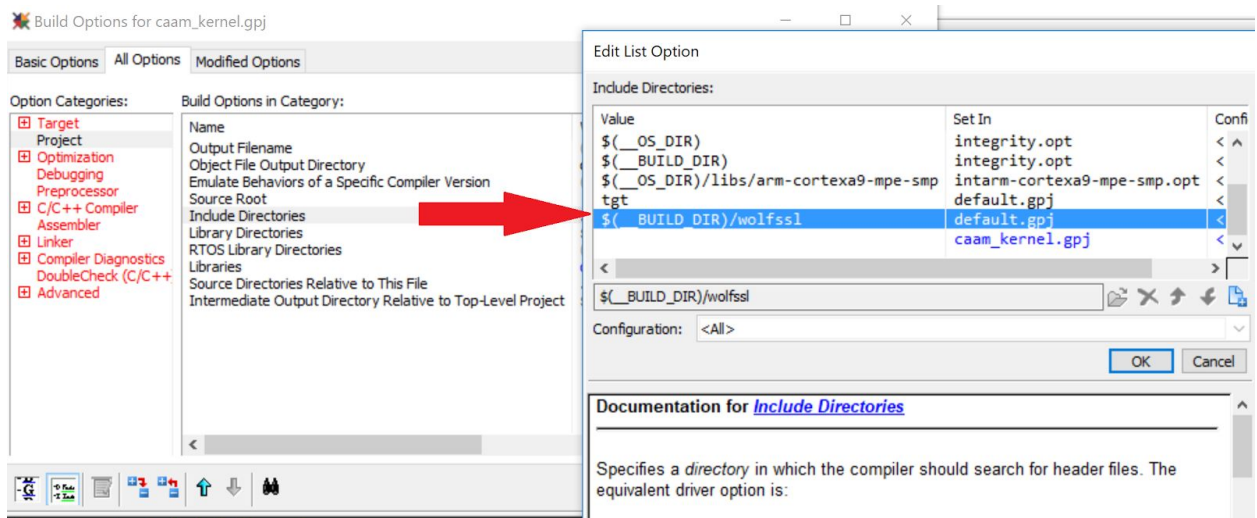 Build Options for caam_kernel.gpj
Basic Options All Options Modified Options
Option Categories:
Target
Project
Optimization
Debugging
Preprocessor
C/C++ Compiler
Assembler
Linker
Compiler Diagnostics
DoubleCheck (C/C++
Advanced
Build Options in Category:
Name
Output Filename
Object File Output Directory
Emulate Behaviors of a Specific Compiler Version
Source Root
Include Directories
Library Directories
RTOS Library Directories
Libraries
Source Directories Relative to This File
Intermediate Output Directory Relative to Top-Level Project
Edit List Option
Include Directories:
Value Set In Confi
$(__OS_DIR) integrity.opt <
$(__BUILD_DIR) integrity.opt <
$(__OS_DIR)/libs/arm-cortexa9-mpe-smp intarm-cortexa9-mpe-smp.opt <
tgt default.gpj <
$(__BUILD_DIR)/wolfssl default.gpj <
caam_kernel.gpj <
$(__BUILD_DIR)/wolfssl
Configuration: <All>
OK Cancel
Documentation for Include Directories
Specifies a directory in which the compiler should search for header files. The
equivalent driver option is: